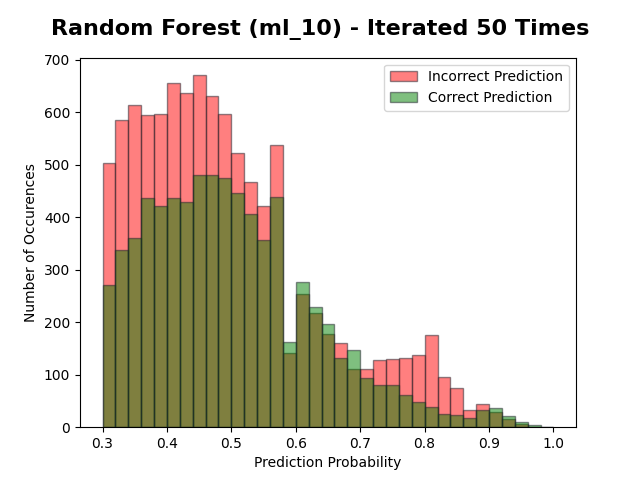 Random Forest (ml_10) - Iterated 50 Times
700
600
500
400
300
200
100
0
Number of Occurences
Incorrect Prediction
Correct Prediction
0.3 0.4 0.5 0.6 0.7 0.8 0.9 1.0
Prediction Probability